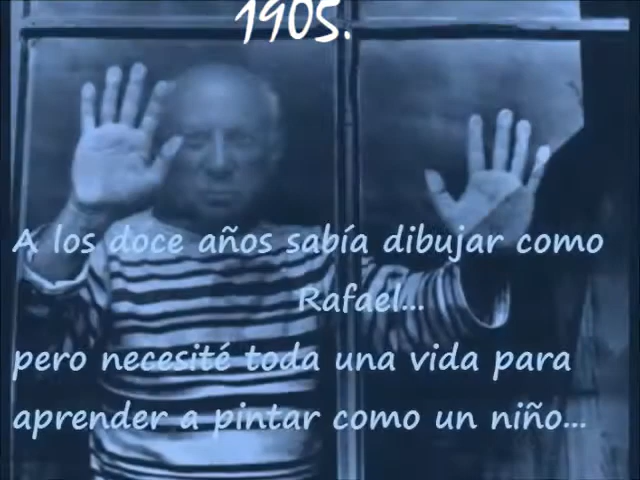 1905.
A los doce años sabía dibujar como
Rafael...
pero necesité toda una vida para
aprender a pintar como un niño...